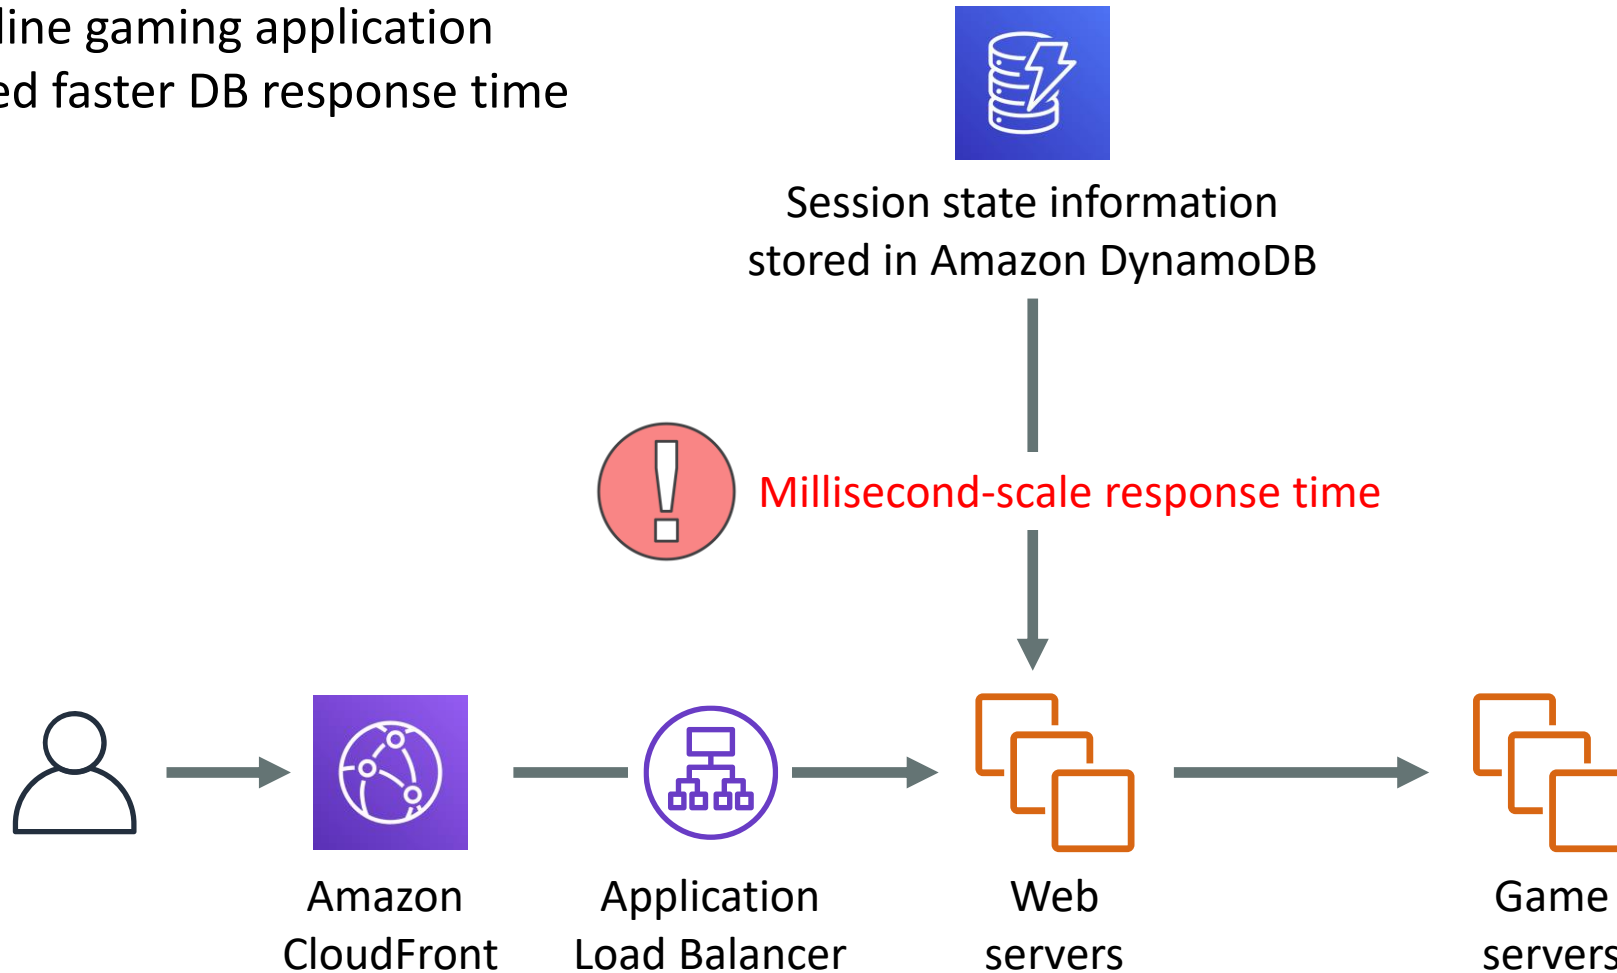 line gaming application
ed faster DB response time
Session state information
stored in Amazon DynamoDB
Millisecond-scale response time
Amazon
CloudFront
Application
Load Balancer
Web
servers
Game
servers